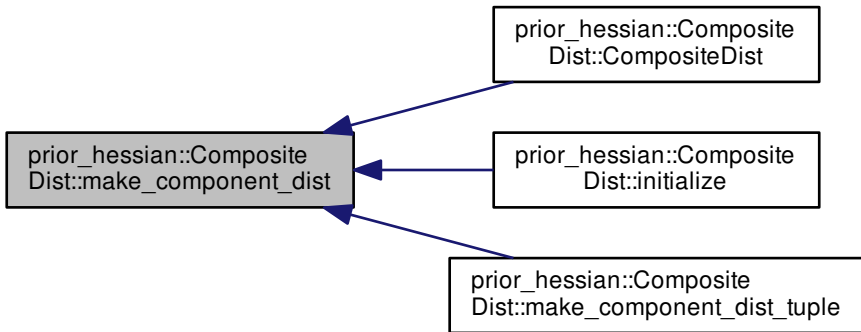 prior_hessian::Composite
Dist::CompositeDist
prior_hessian::Composite
Dist::make_component_dist
prior_hessian::Composite
Dist::initialize
prior_hessian::Composite
Dist::make_component_dist_tuple